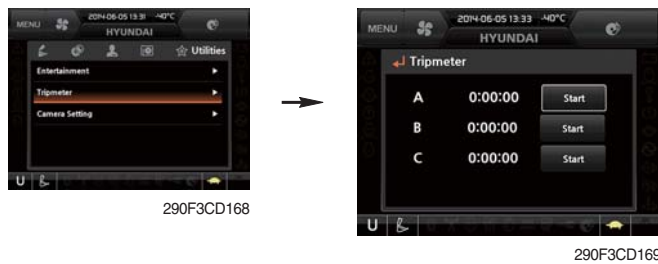 MENU 2014-06-05 13:31 -40°C
HYUNDAI
Utilities
Entertainment
Tripmeter
Camera Setting
U
290F3CD168
MENU 2014-06-05 13:33 -40°C
HYUNDAI
Tripmeter
A 0:00:00 Start
B 0:00:00 Start
C 0:00:00 Start
U
290F3CD169